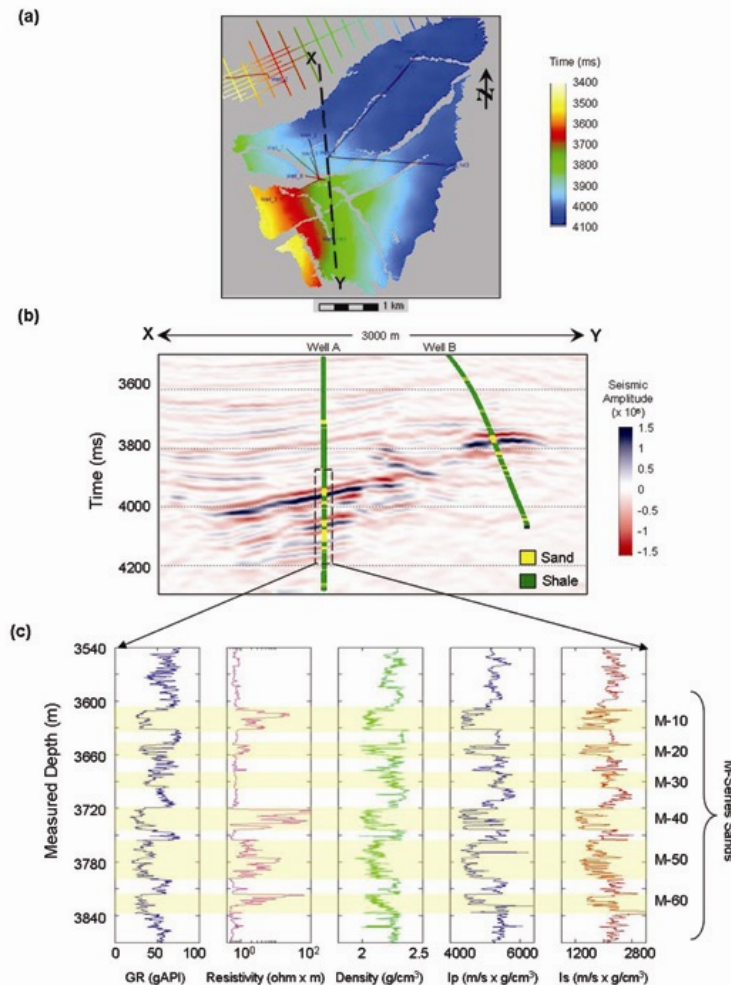 (a)
X
Time (ms)
3400
3500
3600
3700
3800
3900
4000
4100
N
Y
1 km
(b)
X
3000 m
Y
Well A
Well B
Time (ms)
3600
3800
4000
4200
Sand
Shale
Seismic
Amplitude
(x 10⁶)
1.5
1
0.5
0
-0.5
-1
-1.5
(c)
Measured Depth (m)
3540
3600
3660
3720
3780
3840
M-10
M-20
M-30
M-40
M-50
M-60
M-Series Sands
0 50 100
10⁰ 10²
2 2.5
4000 6000
1200 2800
GR (gAPI) Resistivity (ohm x m) Density (g/cm³) Ip (m/s x g/cm³) Is (m/s x g/cm³)